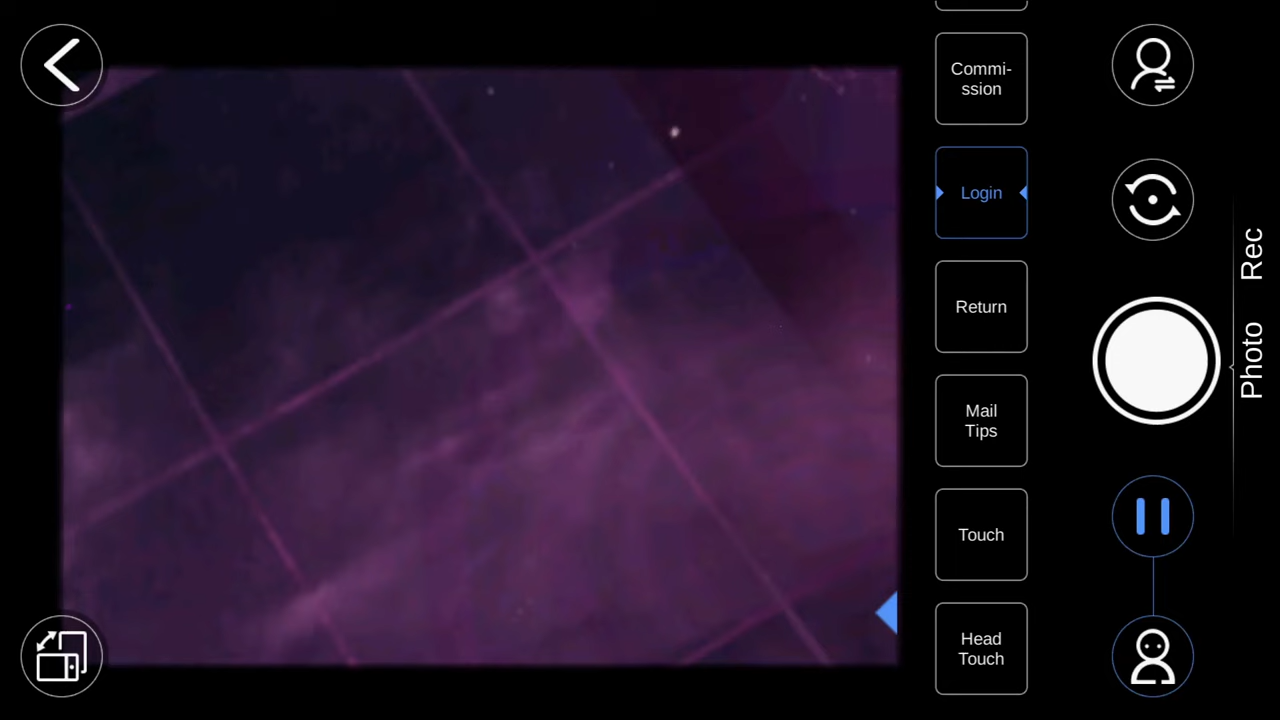 Commi-
ssion
Login
Return
Mail
Tips
Touch
Head
Touch
Rec
Photo